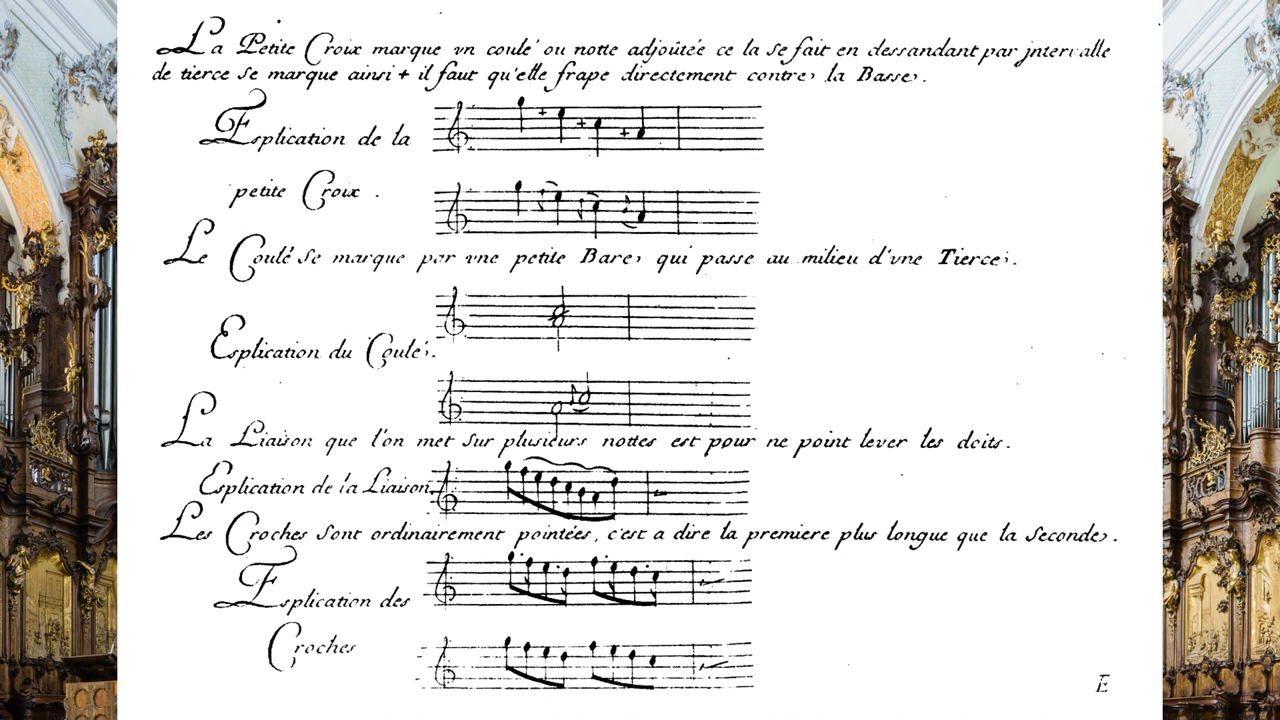 La Petite Croix marque vn coulé ou notte adjoûtée ce la se fait en dessandant par jntervalle
de tierce se marque ainsi + il faut qu'elle frape directement contre la Basse.
Esplication de la
petite Croix .
Le Coulé se marque par vne petite Bare, qui passe au milieu d'vne Tierce.
Esplication du Coulé.
La Liaison que l'on met sur plusieurs nottes est pour ne point lever les doits.
Esplication de la Liaison
Les Croches sont ordinairement pointées, c'est a dire la premiere plus longue que la seconde.
Esplication des
Croches
E